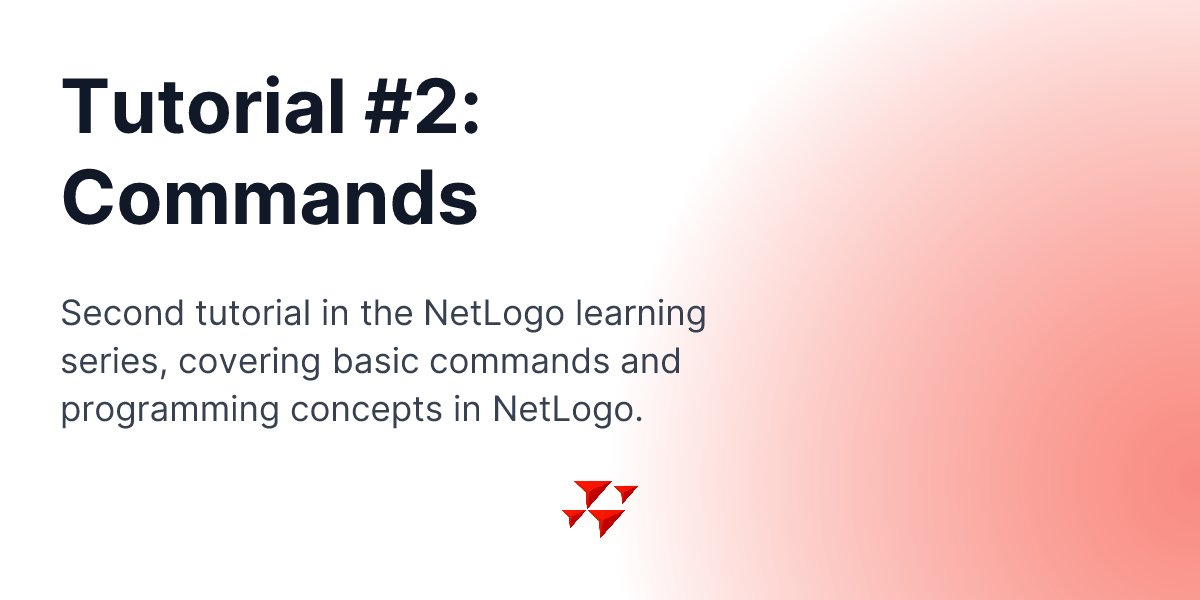 Tutorial #2:
Commands
Second tutorial in the NetLogo learning
series, covering basic commands and
programming concepts in NetLogo.